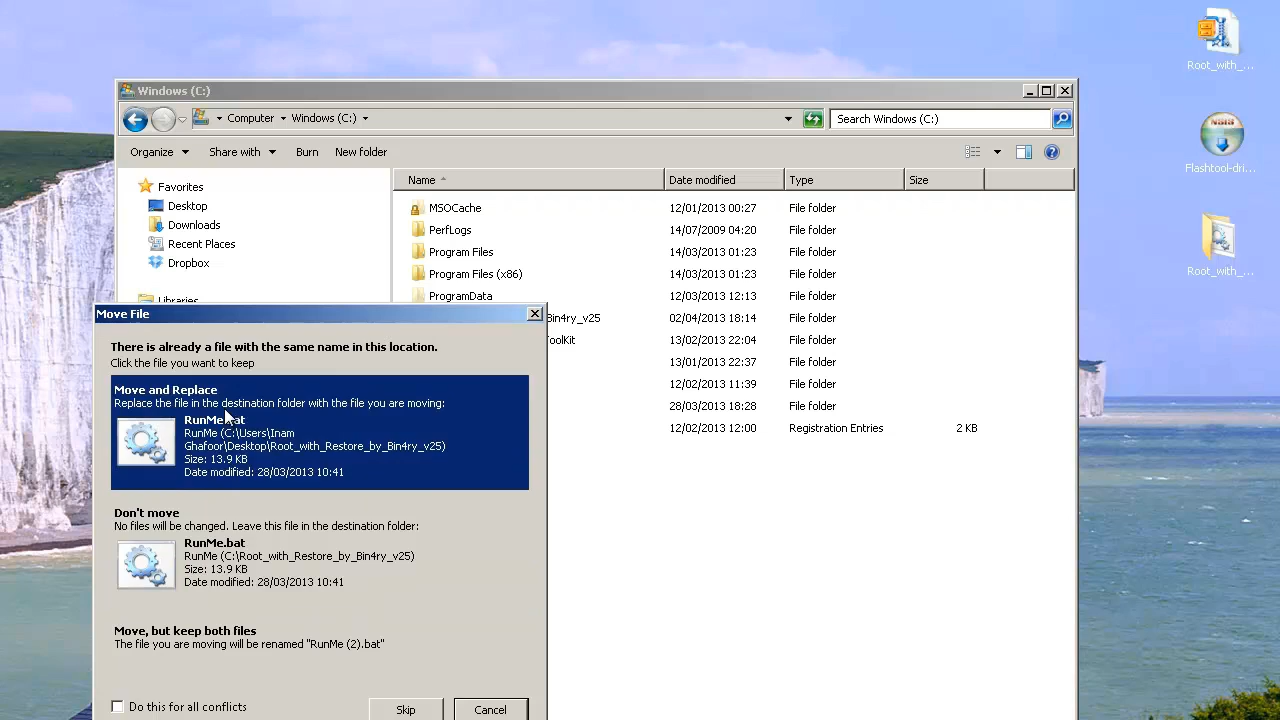 Root_with_...
Windows (C:)
Computer
Windows (C:)
Search Windows (C:)
Organize
Share with
Burn
New folder
NSIS
Flashtool-dri...
Name
Date modified
Type
Size
Favorites
Desktop
Downloads
Recent Places
Dropbox
Libraries
MSOCache 12/01/2013 00:27 File folder
PerfLogs 14/07/2009 04:20 File folder
Program Files 14/03/2013 01:23 File folder
Program Files (x86) 14/03/2013 01:23 File folder
ProgramData 12/03/2013 12:13 File folder
Bin4ry_v25 02/04/2013 18:14 File folder
oolKit 13/02/2013 22:04 File folder
13/01/2013 22:37 File folder
12/02/2013 11:39 File folder
28/03/2013 18:28 File folder
12/02/2013 12:00 Registration Entries 2 KB
Root_with_...
Move File
There is already a file with the same name in this location.
Click the file you want to keep
Move and Replace
Replace the file in the destination folder with the file you are moving:
RunMe.bat
RunMe (C:\Users\Inam
Ghafoor\Desktop\Root_with_Restore_by_Bin4ry_v25)
Size: 13.9 KB
Date modified: 28/03/2013 10:41
Don't move
No files will be changed. Leave this file in the destination folder:
RunMe.bat
RunMe (C:\Root_with_Restore_by_Bin4ry_v25)
Size: 13.9 KB
Date modified: 28/03/2013 10:41
Move, but keep both files
The file you are moving will be renamed "RunMe (2).bat"
Do this for all conflicts
Skip
Cancel